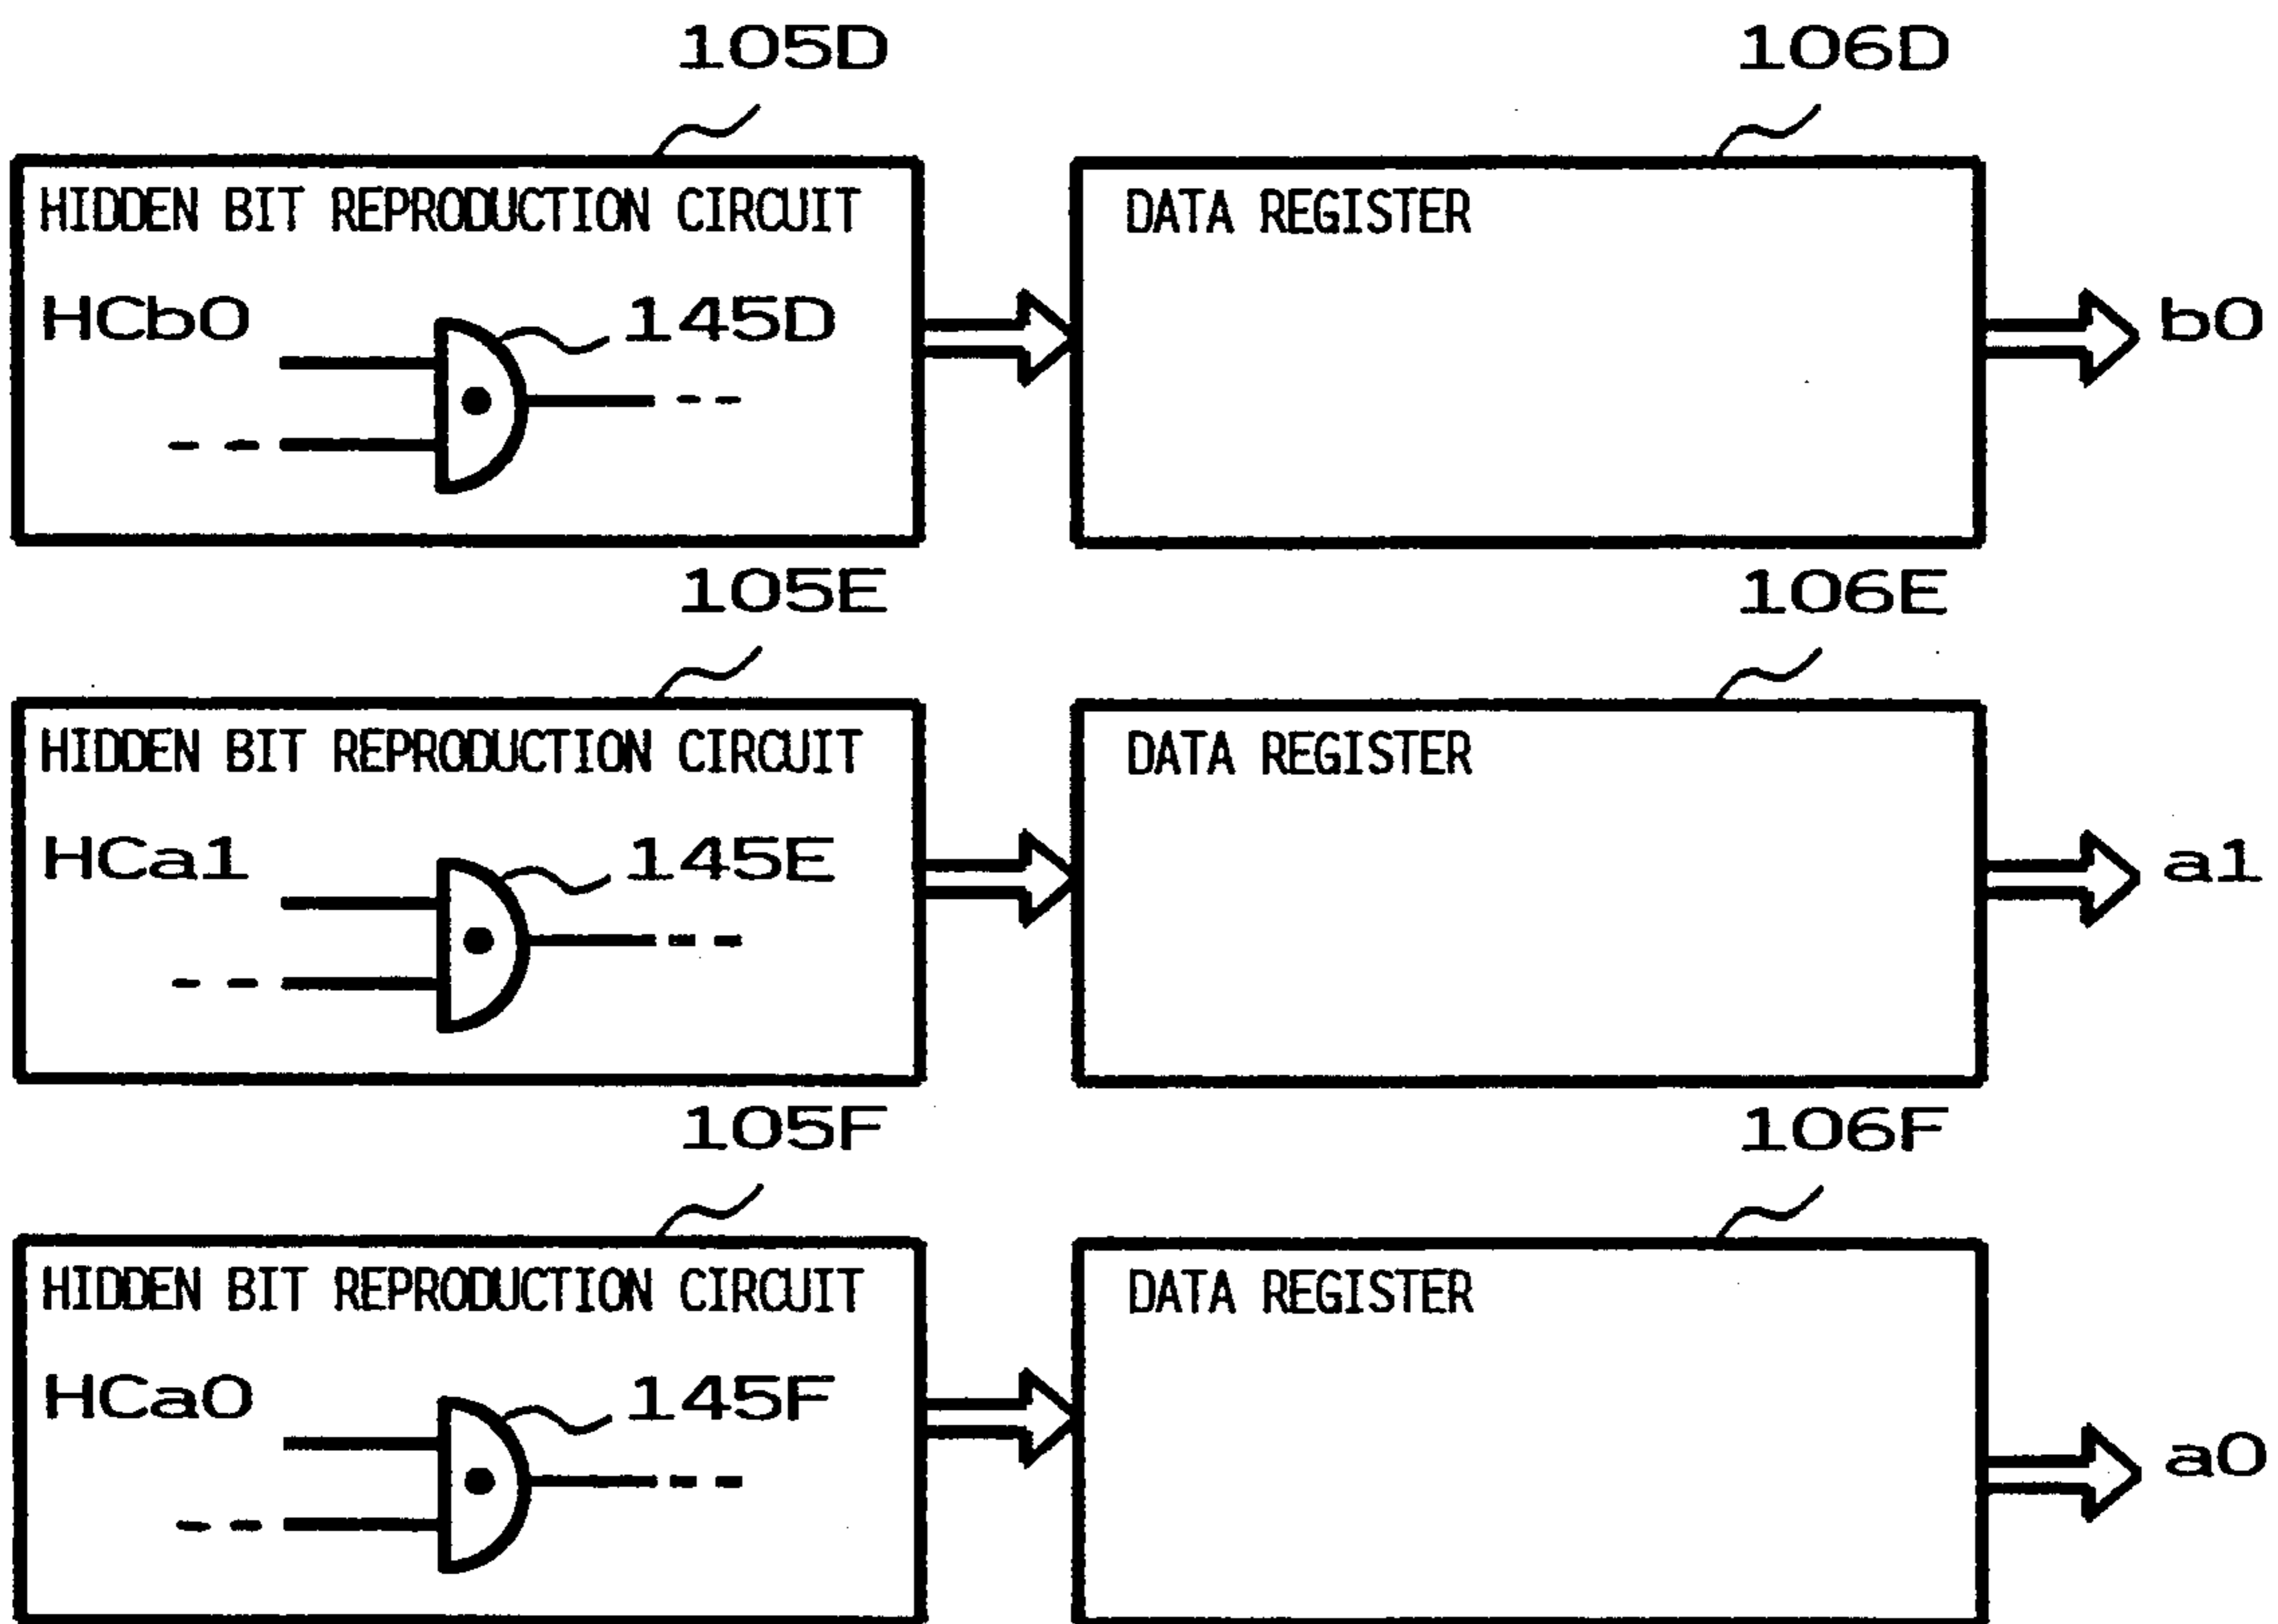 105D
106D
HIDDEN BIT REPRODUCTION CIRCUIT
DATA REGISTER
HCb0
145D
b0
105E
106E
HIDDEN BIT REPRODUCTION CIRCUIT
DATA REGISTER
HCa1
145E
a1
105F
106F
HIDDEN BIT REPRODUCTION CIRCUIT
DATA REGISTER
HCa0
145F
a0